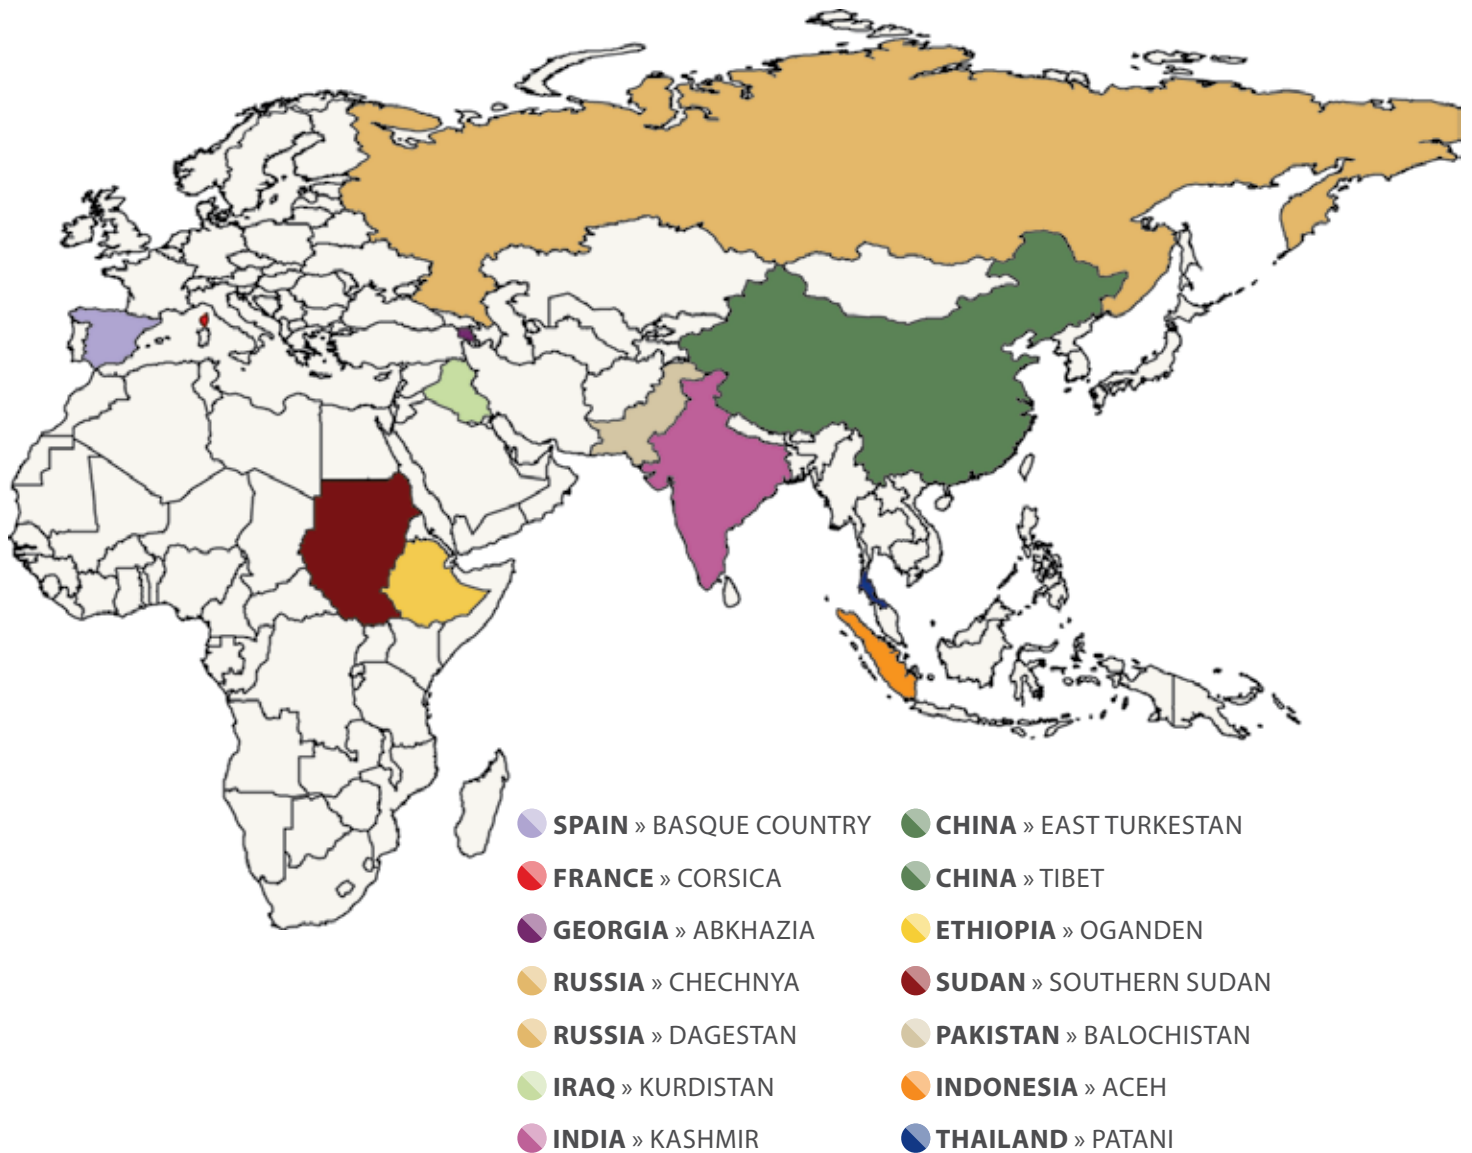 SPAIN » BASQUE COUNTRY
FRANCE » CORSICA
GEORGIA » ABKHAZIA
RUSSIA » CHECHNYA
RUSSIA » DAGESTAN
IRAQ » KURDISTAN
INDIA » KASHMIR
CHINA » EAST TURKESTAN
CHINA » TIBET
ETHIOPIA » OGANDEN
SUDAN » SOUTHERN SUDAN
PAKISTAN » BALOCHISTAN
INDONESIA » ACEH
THAILAND » PATANI